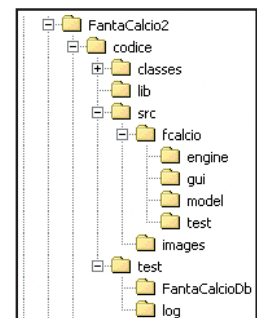 FantaCalcio2
codice
classes
lib
src
fcalcio
engine
gui
model
test
images
test
FantaCalcioDb
log